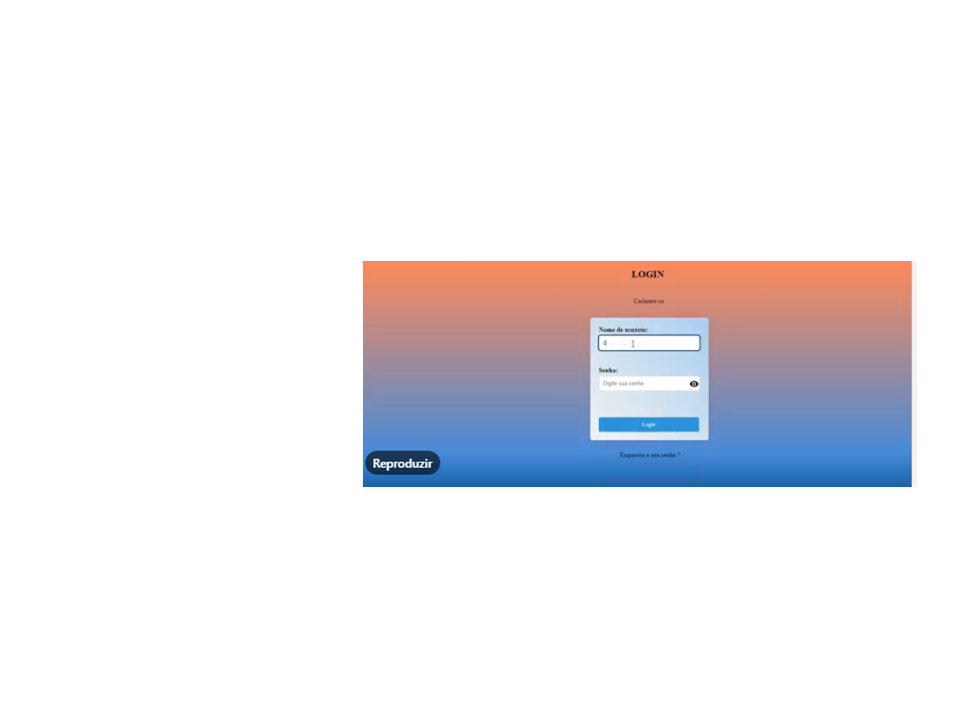 LOGIN
Cadastre-se
Nome de usuário:
Senha:
Digite sua senha
Login
Esqueceu a sua senha ?
Reproduzir